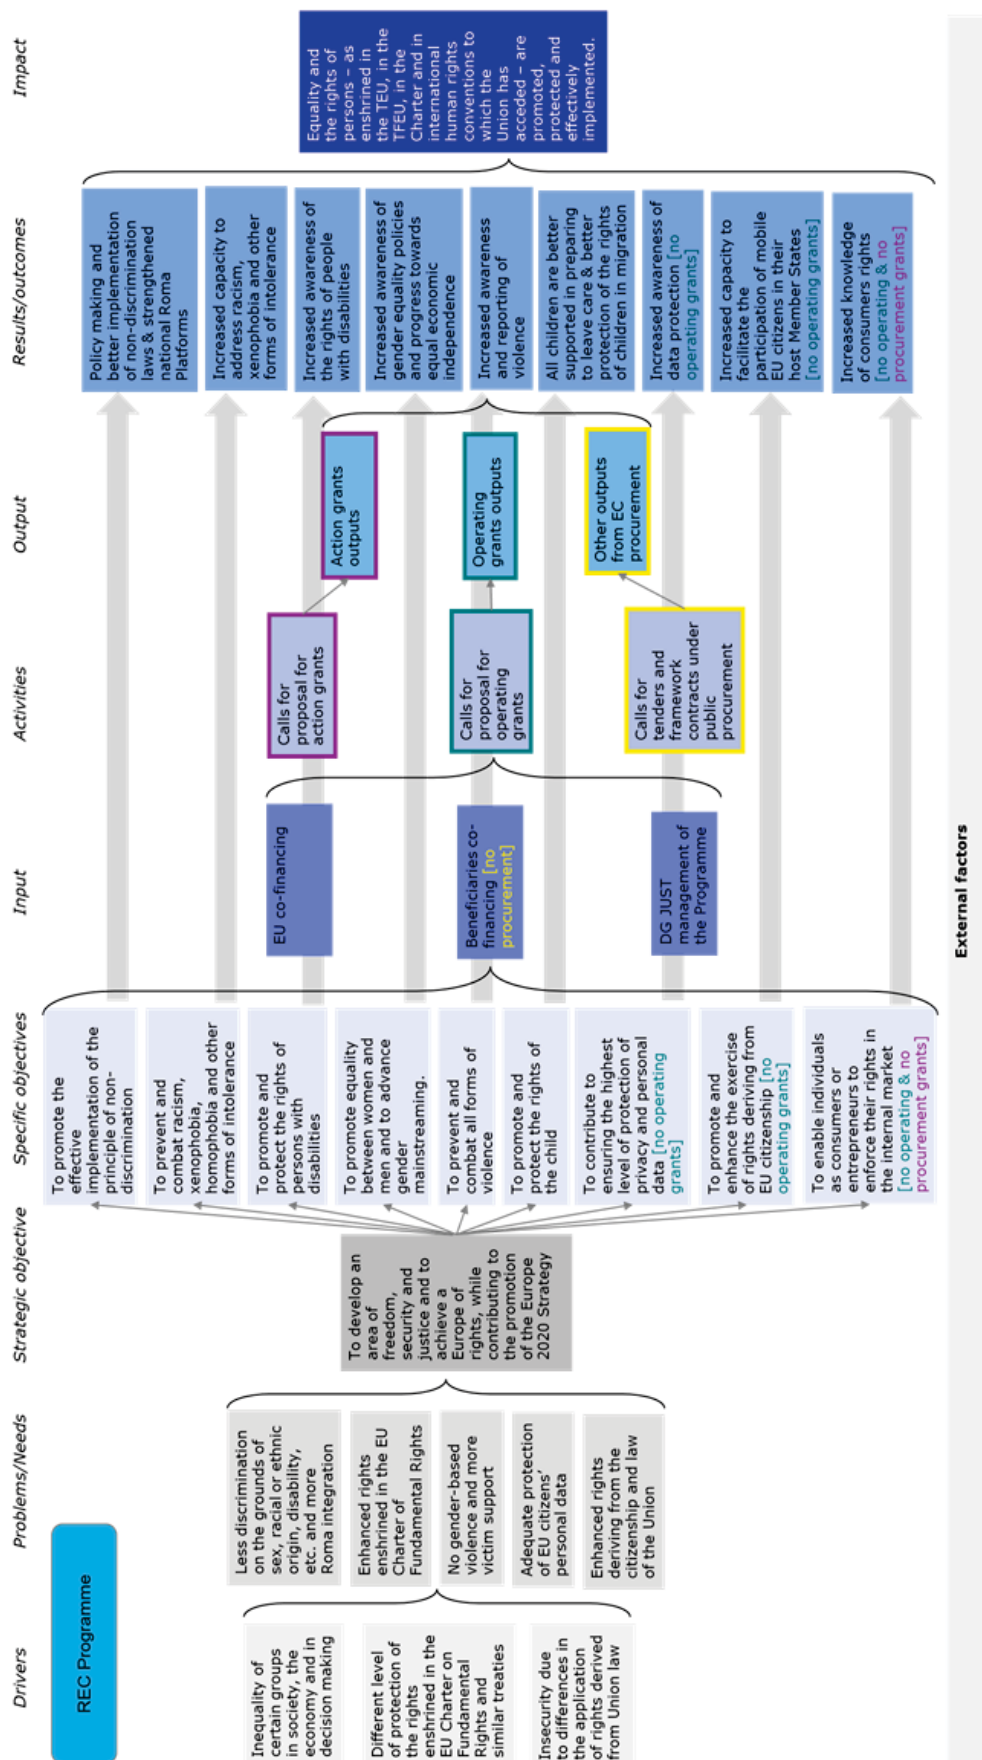 REC Programme
Drivers
Problems/Needs
Strategic objective
Specific objectives
Input
Activities
Output
Results/outcomes
Impact
Inequality of
certain groups
in society, the
economy and in
decision making
Different level
of protection of
the rights
enshrined in the
EU Charter on
Fundamental
Rights and
similar treaties
Insecurity due
to differences in
the application
of rights derived
from Union law
Less discrimination
on the grounds of
sex, racial or ethnic
origin, disability,
etc. and more
Roma integration
Enhanced rights
enshrined in the EU
Charter of
Fundamental Rights
No gender-based
violence and more
victim support
Adequate protection
of EU citizens’
personal data
Enhanced rights
deriving from the
citizenship and law
of the Union
To develop an
area of
freedom,
security and
justice and to
achieve a
Europe of
rights, while
contributing to
the promotion
of the Europe
2020 Strategy
To promote the
effective
implementation of the
principle of non-
discrimination
To prevent and
combat racism,
xenophobia,
homophobia and other
forms of intolerance
To promote and
protect the rights of
persons with
disabilities
To promote equality
between women and
men and to advance
gender
mainstreaming.
To prevent and
combat all forms of
violence
To promote and
protect the rights of
the child
To contribute to
ensuring the highest
level of protection of
privacy and personal
data [no operating
grants]
To promote and
enhance the exercise
of rights deriving from
EU citizenship [no
operating grants]
To enable individuals
as consumers or
entrepreneurs to
enforce their rights in
the internal market
[no operating & no
procurement grants]
EU co-financing
Beneficiaries co-
financing [no
procurement]
DG JUST
management of
the Programme
Calls for
proposal for
action grants
Calls for
proposal for
operating
grants
Calls for
tenders and
framework
contracts under
public
procurement
Action grants
outputs
Operating
grants outputs
Other outputs
from EC
procurement
Policy making and
better implementation
of non-discrimination
laws & strengthened
national Roma
Platforms
Increased capacity to
address racism,
xenophobia and other
forms of intolerance
Increased awareness of
the rights of people
with disabilities
Increased awareness of
gender equality policies
and progress towards
equal economic
independence
Increased awareness
and reporting of
violence
All children are better
supported in preparing
to leave care & better
protection of the rights
of children in migration
Increased awareness of
data protection [no
operating grants]
Increased capacity to
facilitate the
participation of mobile
EU citizens in their
host Member States
[no operating grants]
Increased knowledge
of consumers rights
[no operating & no
procurement grants]
Equality and
the rights of
persons – as
enshrined in
the TEU, in the
TFEU, in the
Charter and in
international
human rights
conventions to
which the
Union has
acceded – are
promoted,
protected and
effectively
implemented.
External factors